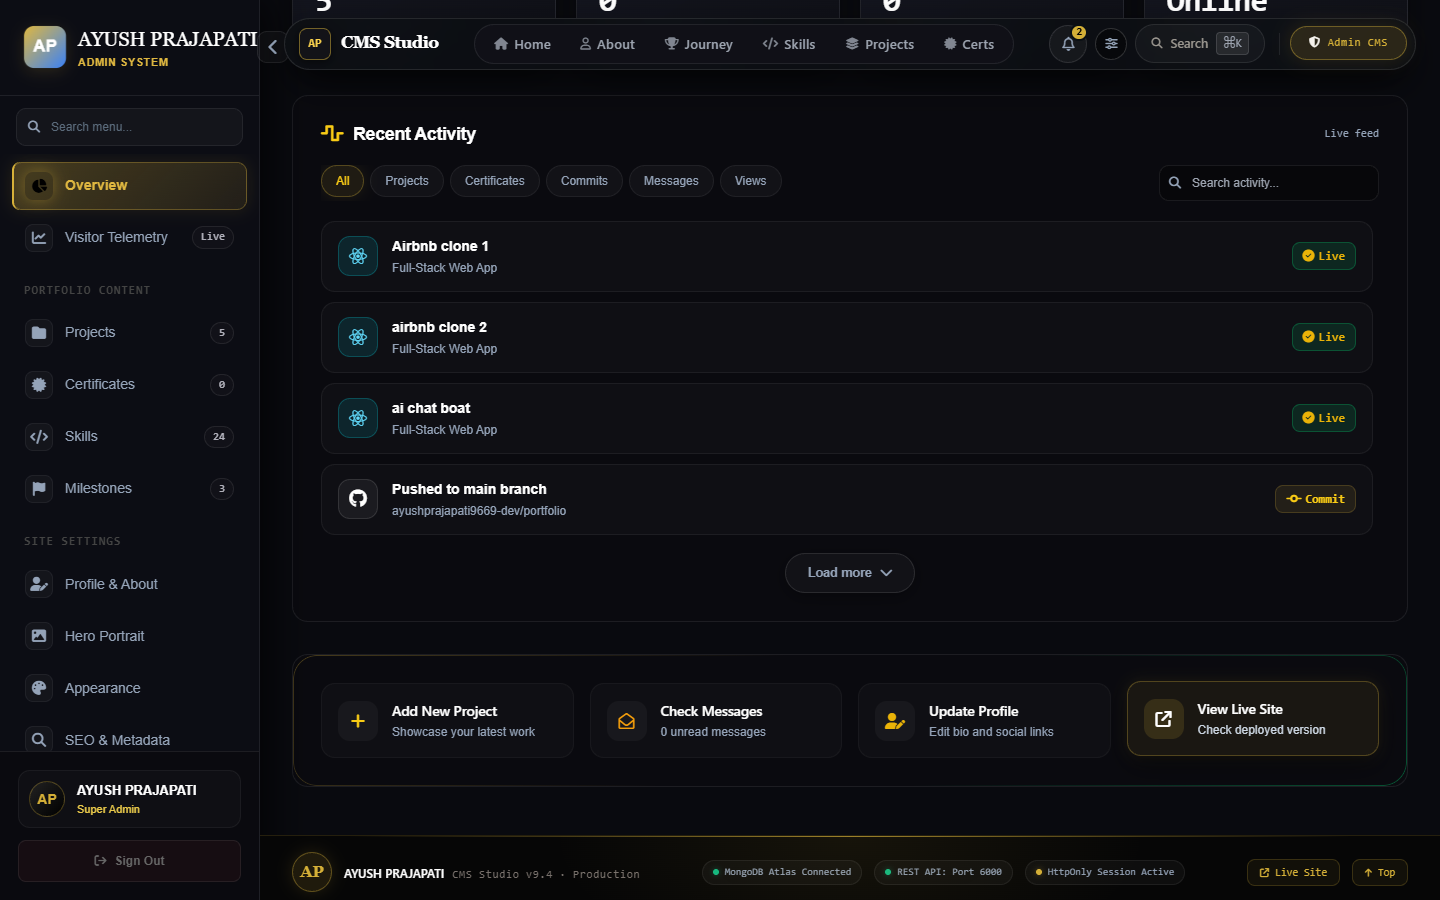 AP
AYUSH PRAJAPATI
ADMIN SYSTEM
Search menu...
Overview
Visitor Telemetry
Live
PORTFOLIO CONTENT
Projects
5
Certificates
0
Skills
24
Milestones
3
SITE SETTINGS
Profile & About
Hero Portrait
Appearance
SEO & Metadata
AP
AYUSH PRAJAPATI
Super Admin
Sign Out
5
0
0
Online
AP
CMS Studio
Home
About
Journey
Skills
Projects
Certs
2
Search
⌘K
Admin CMS
Recent Activity
Live feed
All
Projects
Certificates
Commits
Messages
Views
Search activity...
Airbnb clone 1
Full-Stack Web App
Live
airbnb clone 2
Full-Stack Web App
Live
ai chat boat
Full-Stack Web App
Live
Pushed to main branch
ayushprajapati9669-dev/portfolio
Commit
Load more
Add New Project
Showcase your latest work
Check Messages
0 unread messages
Update Profile
Edit bio and social links
View Live Site
Check deployed version
AP
AYUSH PRAJAPATI
CMS Studio v9.4 · Production
MongoDB Atlas Connected
REST API: Port 6000
HttpOnly Session Active
Live Site
Top